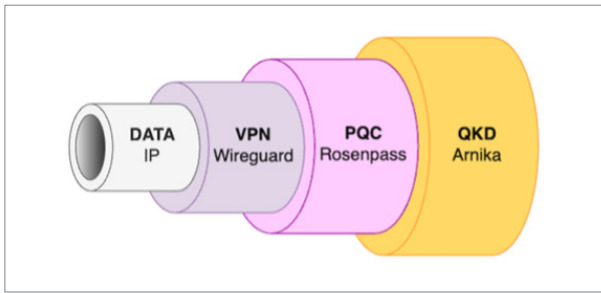 DATA
IP
VPN
Wireguard
PQC
Rosenpass
QKD
Arnika